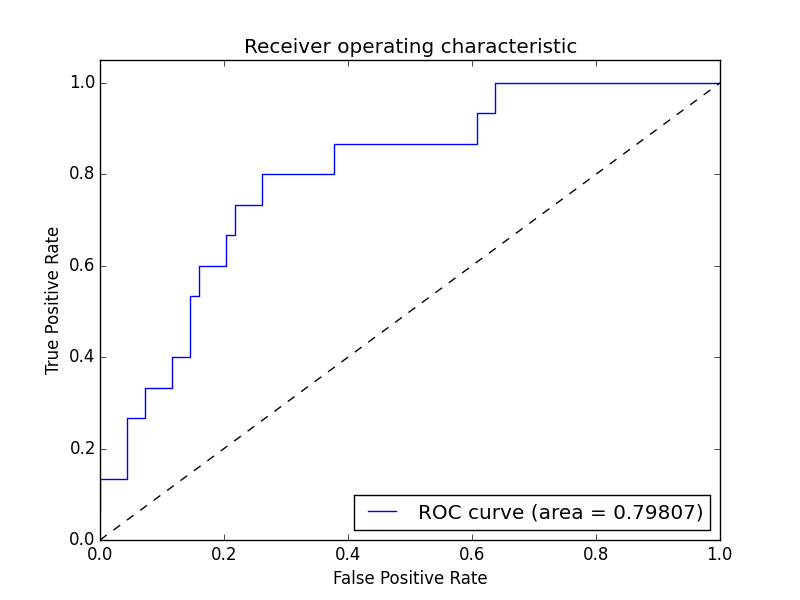 Receiver operating characteristic
1.0
0.8
0.6
0.4
0.2
0.0
True Positive Rate
ROC curve (area = 0.79807)
0.0 0.2 0.4 0.6 0.8 1.0
False Positive Rate